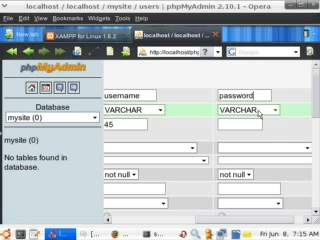 localhost / localhost / mysite / users | phpMyAdmin 2.10.1 - Opera
File Edit View Bookmarks Widgets Tools Help
New tab
XAMPP for Linux 1.6.2
localhost / localhost / ...
http://localhost/ph
Google
phpMyAdmin
Database
mysite (0)
mysite (0)
No tables found in
database.
username
password
VARCHAR
VARCHAR
45
not null
not null
Fri Jun 8, 7:15 AM